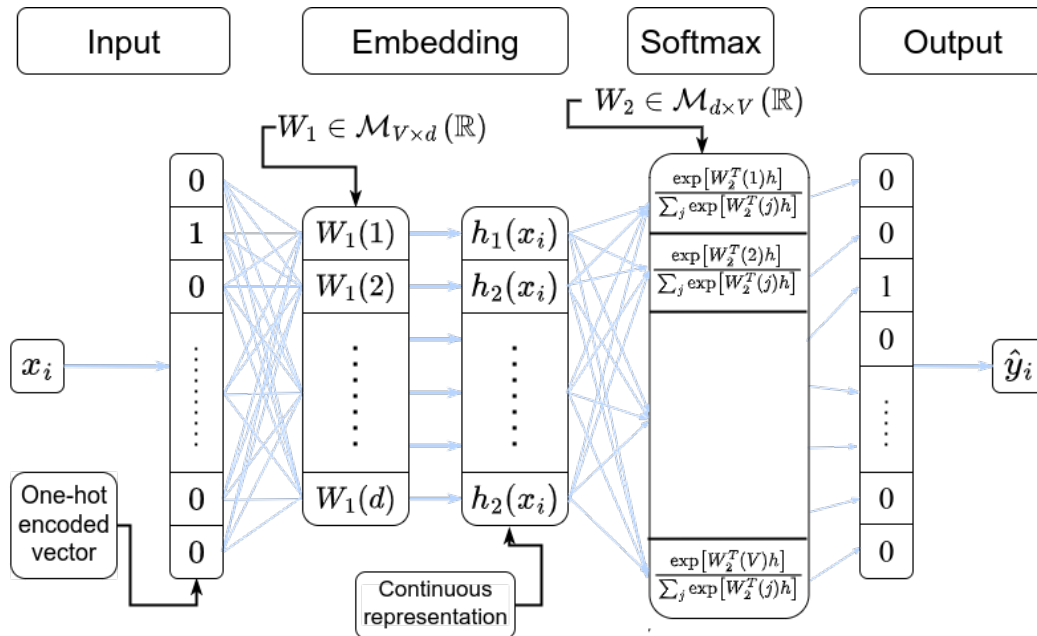 Input
Embedding
Softmax
Output
W_1 ∈ ℳ_{V×d} (ℝ)
W_2 ∈ ℳ_{d×V} (ℝ)
x_i
0
1
0
........
0
0
One-hot
encoded
vector
W_1(1)
W_1(2)
......
W_1(d)
h_1(x_i)
h_2(x_i)
......
h_2(x_i)
Continuous
representation
exp[W_2^T(1)h]
∑_j exp[W_2^T(j)h]
exp[W_2^T(2)h]
∑_j exp[W_2^T(j)h]
exp[W_2^T(V)h]
∑_j exp[W_2^T(j)h]
0
0
1
0
.....
0
0
ŷ_i